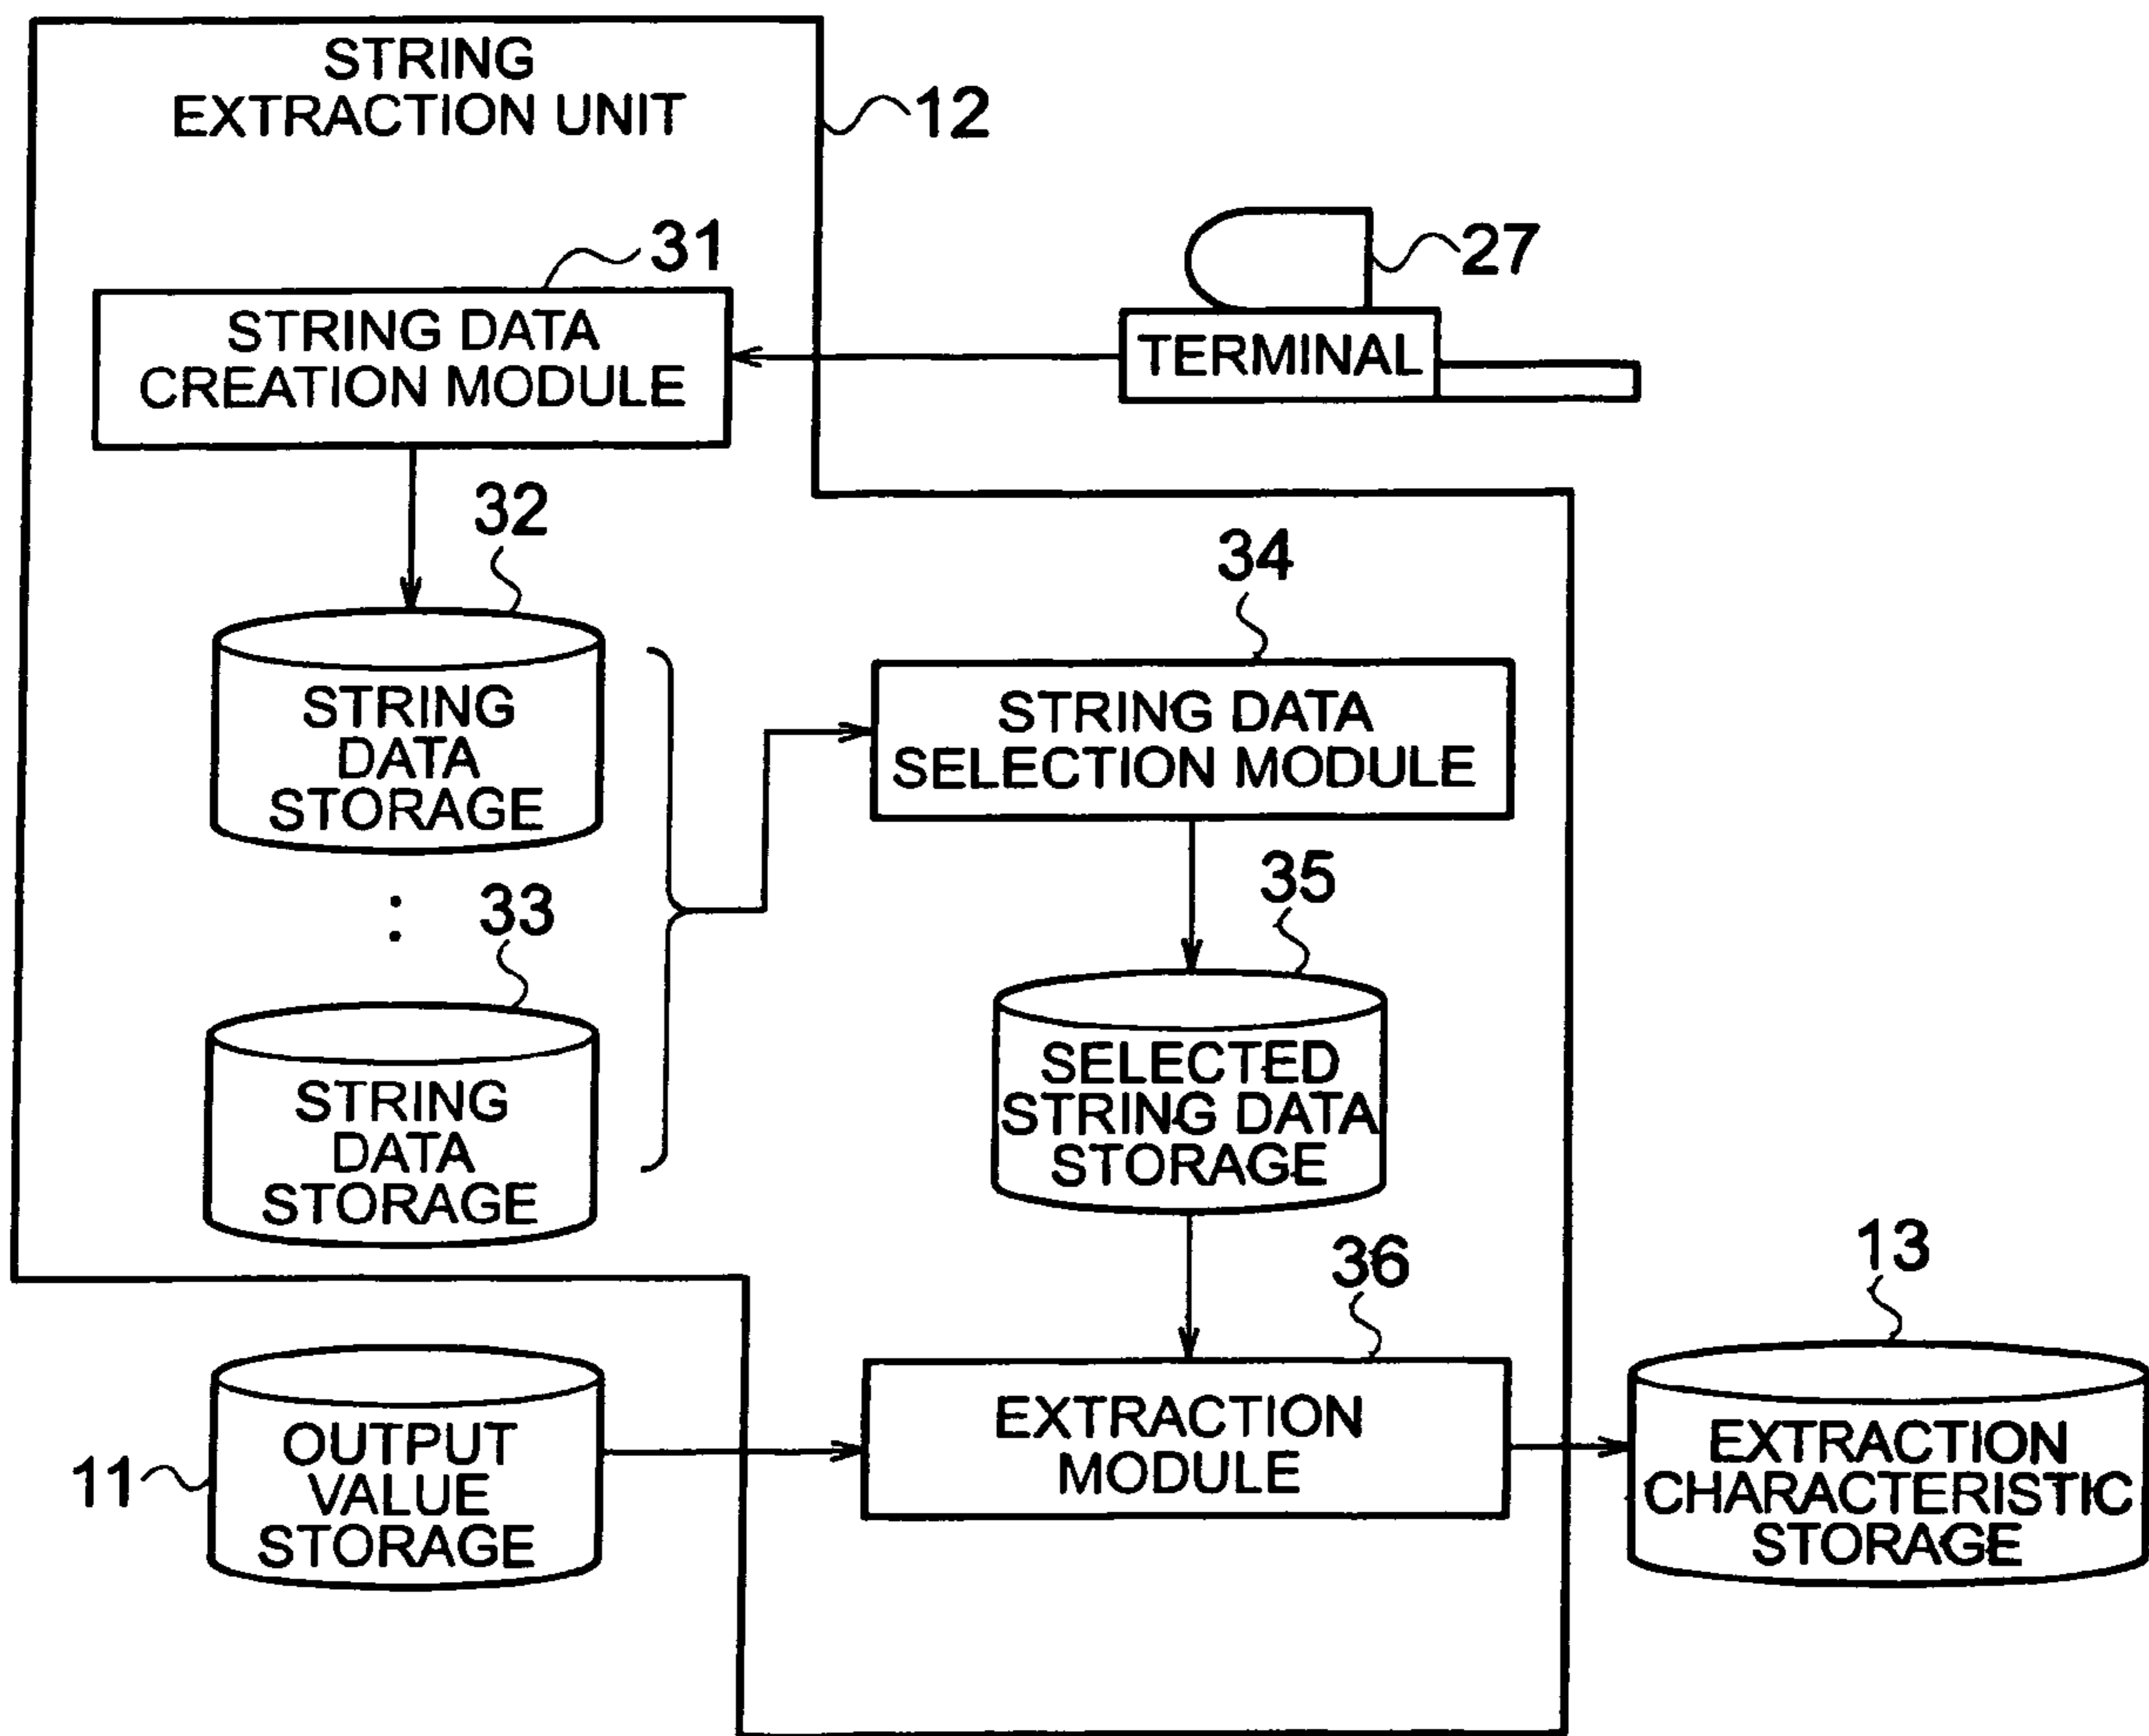 STRING
EXTRACTION UNIT
12
31
27
STRING DATA
CREATION MODULE
TERMINAL
32
34
STRING
DATA
STORAGE
STRING DATA
SELECTION MODULE
33
35
STRING
DATA
STORAGE
SELECTED
STRING DATA
STORAGE
36
13
11
OUTPUT
VALUE
STORAGE
EXTRACTION
MODULE
EXTRACTION
CHARACTERISTIC
STORAGE